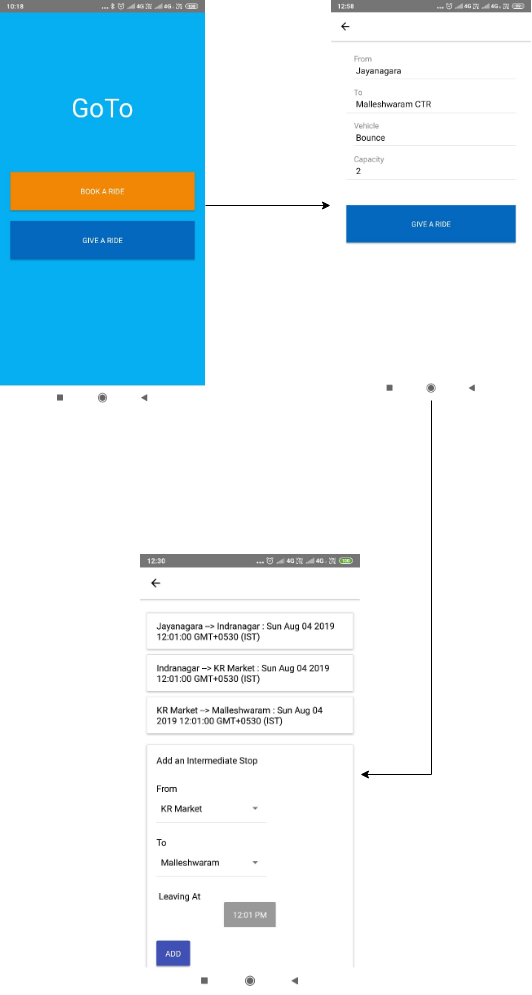 10:18
GoTo
BOOK A RIDE
GIVE A RIDE
12:58
From
Jayanagara
To
Malleshwaram CTR
Vehicle
Bounce
Capacity
2
GIVE A RIDE
12:30
Jayanagara --> Indranagar : Sun Aug 04 2019
12:01:00 GMT+0530 (IST)
Indranagar --> KR Market : Sun Aug 04 2019
12:01:00 GMT+0530 (IST)
KR Market --> Malleshwaram : Sun Aug 04
2019 12:01:00 GMT+0530 (IST)
Add an Intermediate Stop
From
KR Market
To
Malleshwaram
Leaving At
12:01 PM
ADD